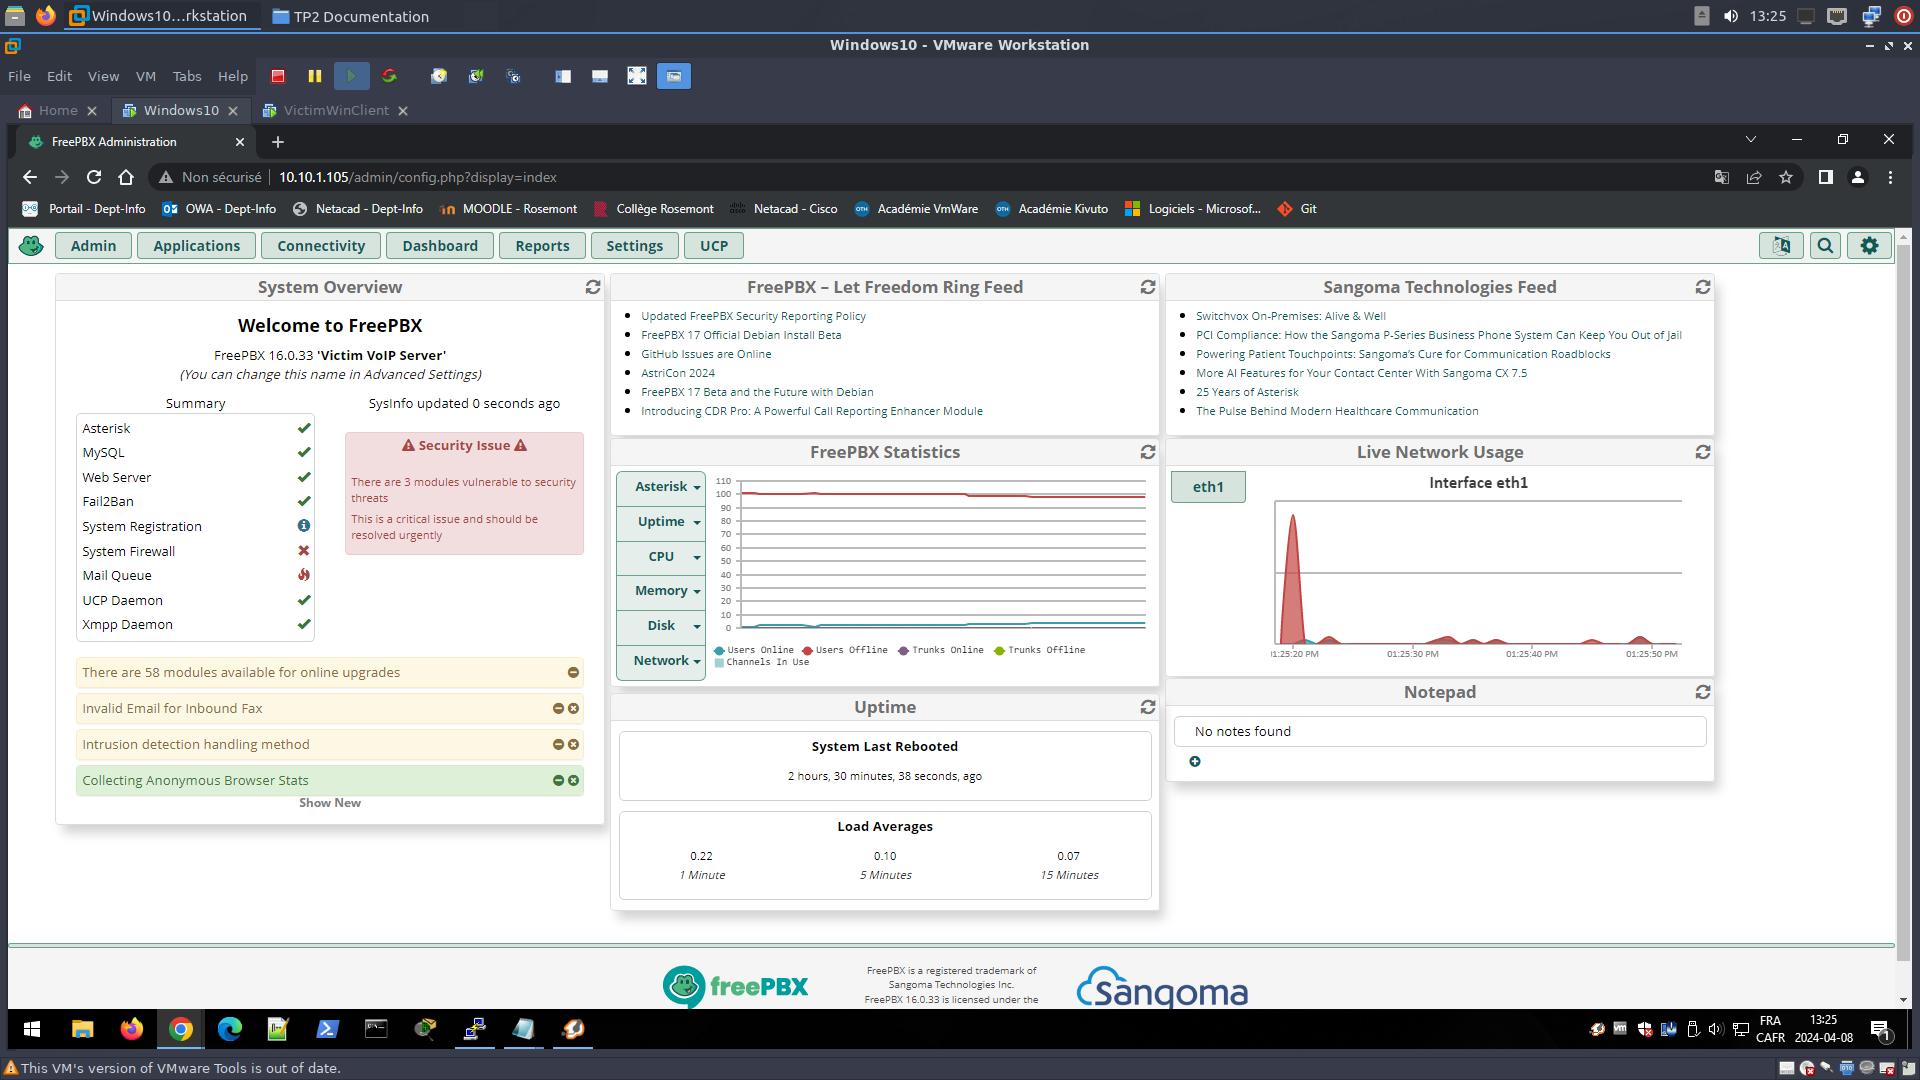 Windows10...rkstation
TP2 Documentation
13:25
Windows10 - VMware Workstation
File Edit View VM Tabs Help
Home
Windows10
VictimWinClient
FreePBX Administration
Non sécurisé
10.10.1.105/admin/config.php?display=index
Portail - Dept-Info
OWA - Dept-Info
Netacad - Dept-Info
MOODLE - Rosemont
Collège Rosemont
Netacad - Cisco
Académie VmWare
Académie Kivuto
Logiciels - Microsof...
Git
Admin
Applications
Connectivity
Dashboard
Reports
Settings
UCP
System Overview
Welcome to FreePBX
FreePBX 16.0.33 'Victim VoIP Server'
(You can change this name in Advanced Settings)
Summary
Asterisk
MySQL
Web Server
Fail2Ban
System Registration
System Firewall
Mail Queue
UCP Daemon
Xmpp Daemon
SysInfo updated 0 seconds ago
Security Issue
There are 3 modules vulnerable to security
threats
This is a critical issue and should be
resolved urgently
There are 58 modules available for online upgrades
Invalid Email for Inbound Fax
Intrusion detection handling method
Collecting Anonymous Browser Stats
Show New
FreePBX – Let Freedom Ring Feed
Updated FreePBX Security Reporting Policy
FreePBX 17 Official Debian Install Beta
GitHub Issues are Online
AstriCon 2024
FreePBX 17 Beta and the Future with Debian
Introducing CDR Pro: A Powerful Call Reporting Enhancer Module
FreePBX Statistics
Asterisk
Uptime
CPU
Memory
Disk
Network
110
100
90
80
70
60
50
40
30
20
10
0
Users Online
Users Offline
Trunks Online
Trunks Offline
Channels In Use
Uptime
System Last Rebooted
2 hours, 30 minutes, 38 seconds, ago
Load Averages
0.22 0.10 0.07
1 Minute 5 Minutes 15 Minutes
Sangoma Technologies Feed
Switchvox On-Premises: Alive & Well
PCI Compliance: How the Sangoma P-Series Business Phone System Can Keep You Out of Jail
Powering Patient Touchpoints: Sangoma's Cure for Communication Roadblocks
More AI Features for Your Contact Center With Sangoma CX 7.5
25 Years of Asterisk
The Pulse Behind Modern Healthcare Communication
Live Network Usage
eth1
Interface eth1
01:25:20 PM
01:25:30 PM
01:25:40 PM
01:25:50 PM
Notepad
No notes found
freePBX
FreePBX is a registered trademark of
Sangoma Technologies Inc.
FreePBX 16.0.33 is licensed under the
Sangoma
FRA
CAFR
13:25
2024-04-08
1
This VM's version of VMware Tools is out of date.